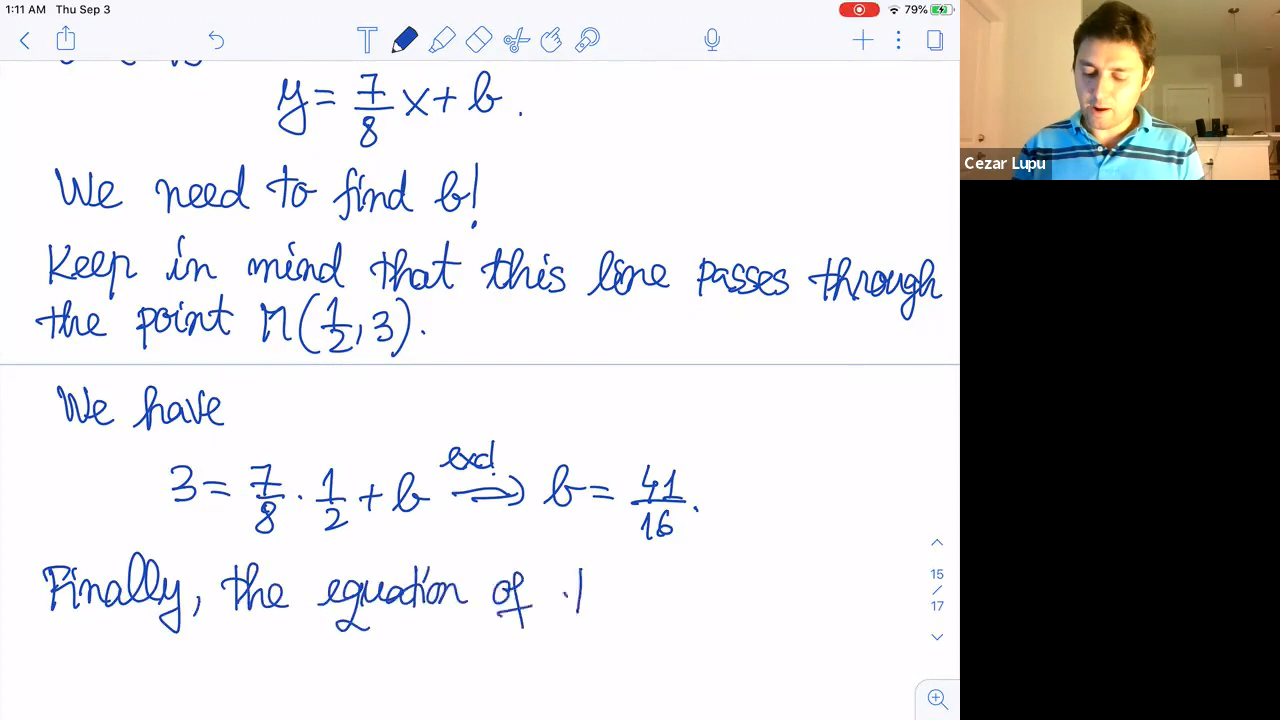 1:11 AM Thu Sep 3
79%
y = 7/8 x + b.
We need to find b!
Keep in mind that this line passes through
the point M(1/2, 3).
We have
3 = 7/8 · 1/2 + b exc! ⟹ b = 41/16.
Finally, the equation of
15
/
17
Cezar Lupu